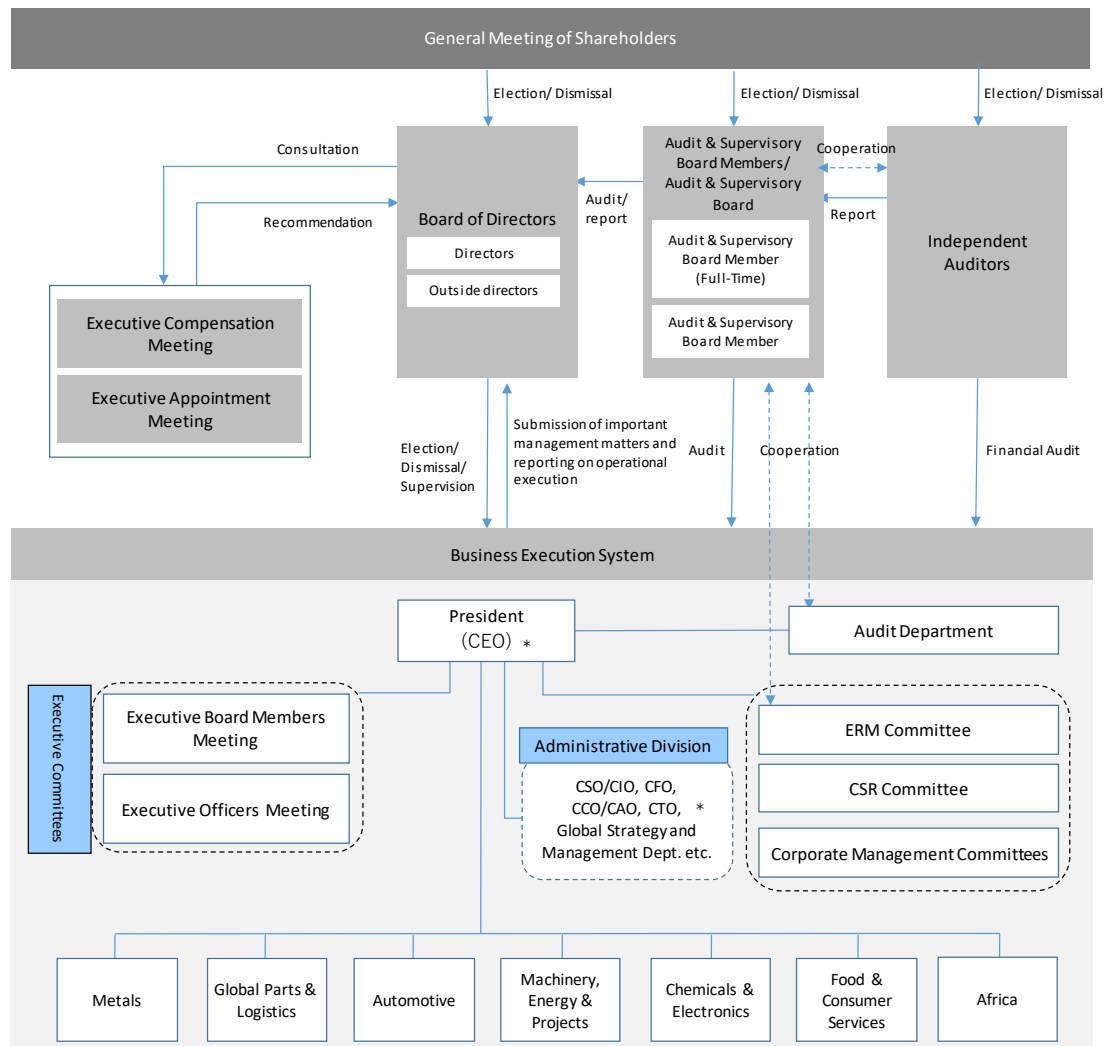 General Meeting of Shareholders
Election/ Dismissal
Election/ Dismissal
Election/ Dismissal
Consultation
Recommendation
Board of Directors
Directors
Outside directors
Audit/
report
Audit & Supervisory
Board Members/
Audit & Supervisory
Board
Audit & Supervisory
Board Member
(Full-Time)
Audit & Supervisory
Board Member
Cooperation
Report
Independent
Auditors
Executive Compensation
Meeting
Executive Appointment
Meeting
Election/
Dismissal/
Supervision
Submission of important
management matters and
reporting on operational
execution
Audit
Cooperation
Financial Audit
Business Execution System
President
（CEO） *
Audit Department
Executive Committees
Executive Board Members
Meeting
Executive Officers Meeting
Administrative Division
CSO/CIO, CFO,
CCO/CAO, CTO, *
Global Strategy and
Management Dept. etc.
ERM Committee
CSR Committee
Corporate Management Committees
Metals
Global Parts &
Logistics
Automotive
Machinery,
Energy &
Projects
Chemicals &
Electronics
Food &
Consumer
Services
Africa